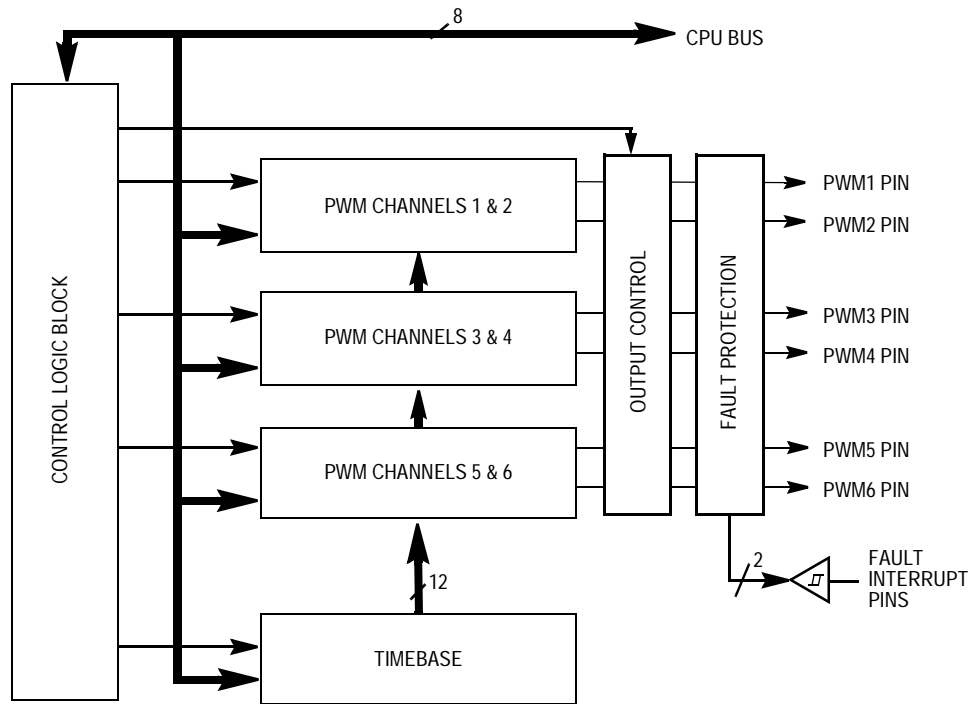 8
CPU BUS
CONTROL LOGIC BLOCK
PWM CHANNELS 1 & 2
PWM CHANNELS 3 & 4
PWM CHANNELS 5 & 6
12
TIMEBASE
OUTPUT CONTROL
FAULT PROTECTION
PWM1 PIN
PWM2 PIN
PWM3 PIN
PWM4 PIN
PWM5 PIN
PWM6 PIN
2
FAULT
INTERRUPT
PINS